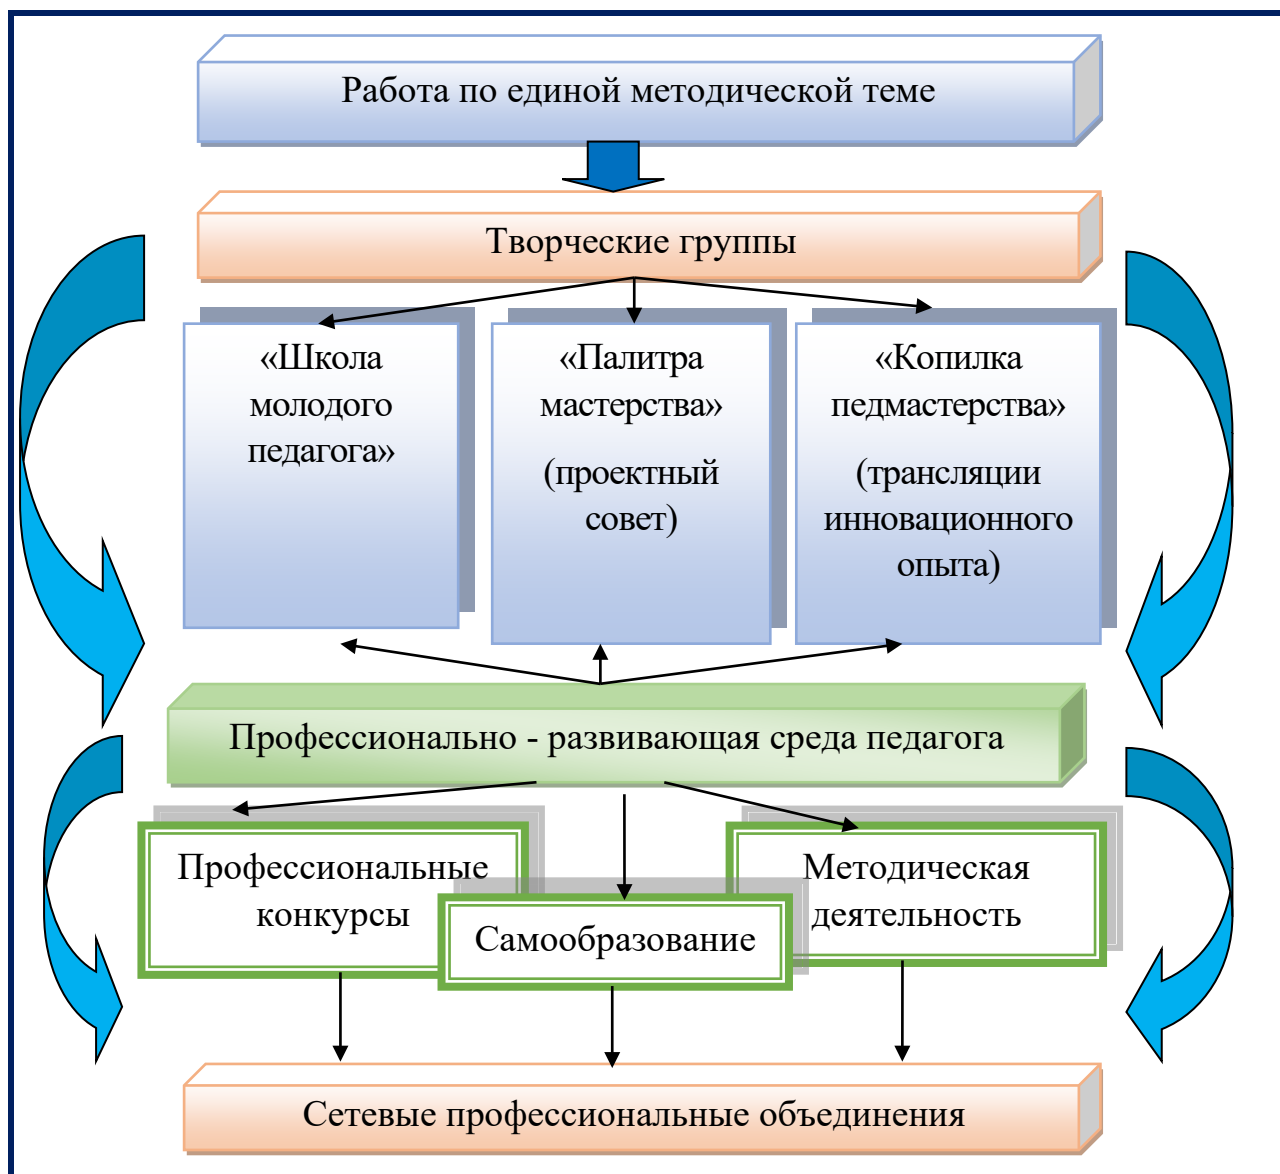 Работа по единой методической теме
Творческие группы
«Школа
молодого
педагога»
«Палитра
мастерства»
(проектный
совет)
«Копилка
педмастерства»
(трансляции
инновационного
опыта)
Профессионально - развивающая среда педагога
Профессиональные
конкурсы
Самообразование
Методическая
деятельность
Сетевые профессиональные объединения